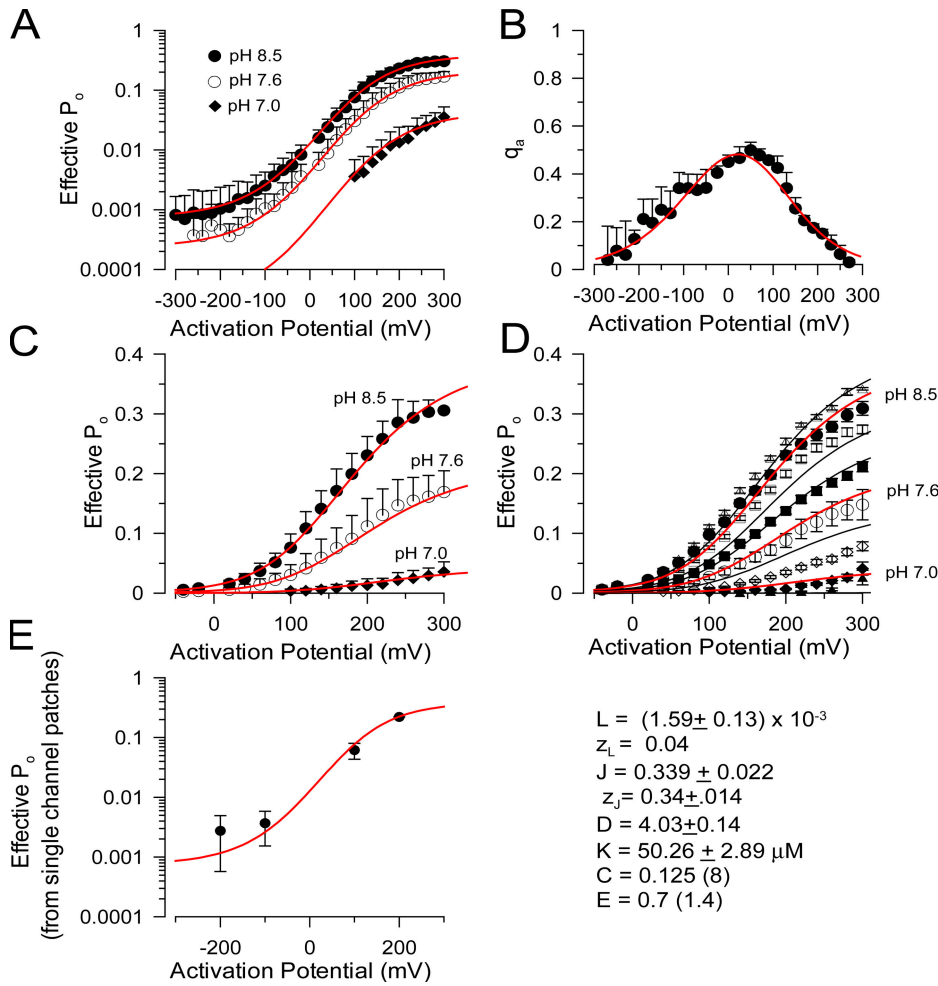 A
Effective Pₒ
1
0.1
0.01
0.001
0.0001
pH 8.5
pH 7.6
pH 7.0
-300 -200 -100 0 100 200 300
Activation Potential (mV)
B
qₐ
1
0.8
0.6
0.4
0.2
0
-300 -200 -100 0 100 200 300
Activation Potential (mV)
C
Effective Pₒ
0.4
0.3
0.2
0.1
0
pH 8.5
pH 7.6
pH 7.0
0 100 200 300
Activation Potential (mV)
D
Effective Pₒ
0.4
0.3
0.2
0.1
0
pH 8.5
pH 7.6
pH 7.0
0 100 200 300
Activation Potential (mV)
E
Effective Pₒ
(from single channel patches)
1
0.1
0.01
0.001
0.0001
-200 0 200
Activation Potential (mV)
L = (1.59± 0.13) x 10⁻³
z_L = 0.04
J = 0.339 ± 0.022
z_J= 0.34±.014
D = 4.03±0.14
K = 50.26 ± 2.89 μM
C = 0.125 (8)
E = 0.7 (1.4)